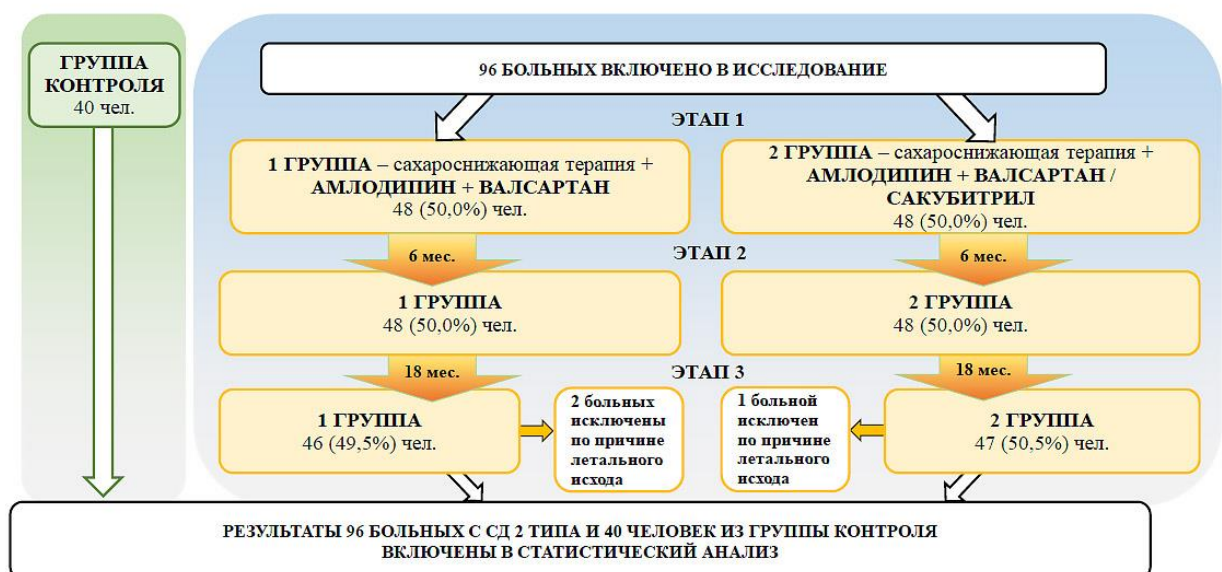 ГРУППА
КОНТРОЛЯ
40 чел.
96 БОЛЬНЫХ ВКЛЮЧЕНО В ИССЛЕДОВАНИЕ
ЭТАП 1
1 ГРУППА – сахароснижающая терапия +
АМЛОДИПИН + ВАЛСАРТАН
48 (50,0%) чел.
2 ГРУППА – сахароснижающая терапия +
АМЛОДИПИН + ВАЛСАРТАН /
САКУБИТРИЛ
48 (50,0%) чел.
6 мес.
ЭТАП 2
6 мес.
1 ГРУППА
48 (50,0%) чел.
2 ГРУППА
48 (50,0%) чел.
18 мес.
ЭТАП 3
18 мес.
1 ГРУППА
46 (49,5%) чел.
2 больных
исключены
по причине
летального
исхода
1 больной
исключен
по причине
летального
исхода
2 ГРУППА
47 (50,5%) чел.
РЕЗУЛЬТАТЫ 96 БОЛЬНЫХ С СД 2 ТИПА И 40 ЧЕЛОВЕК ИЗ ГРУППЫ КОНТРОЛЯ
ВКЛЮЧЕНЫ В СТАТИСТИЧЕСКИЙ АНАЛИЗ